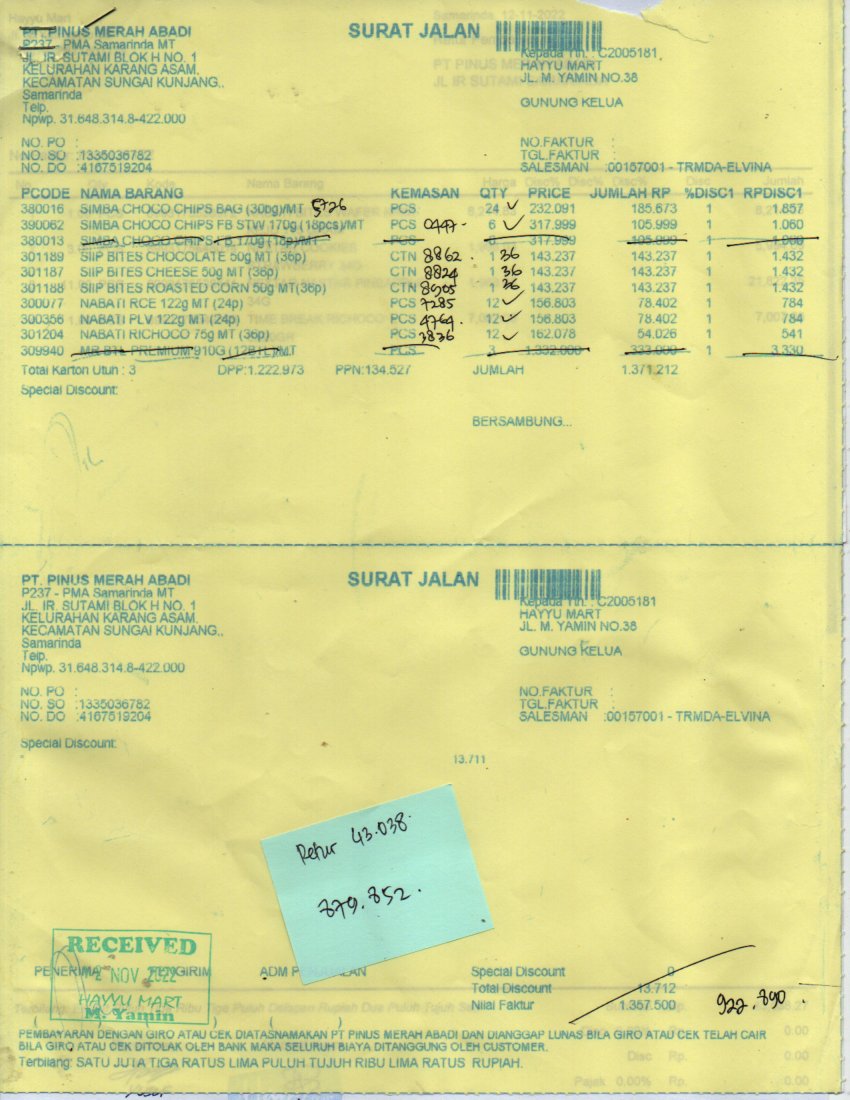 PT. PINUS MERAH ABADI
SURAT JALAN
P237 - PMA Samarinda MT
Kepada Yth. : C2005181
JL. IR. SUTAMI BLOK H NO. 1
HAYYU MART
KELURAHAN KARANG ASAM,
JL. M. YAMIN NO.38
KECAMATAN SUNGAI KUNJANG,.
Samarinda
GUNUNG KELUA
Telp.
Npwp. 31.648.314.8-422.000
NO. PO :
NO.FAKTUR :
NO. SO :1335036782
TGL.FAKTUR :
NO. DO :4167519204
SALESMAN :00157001 - TRMDA-ELVINA
PCODE NAMA BARANG KEMASAN QTY PRICE JUMLAH RP %DISC1 RPDISC1
380016 SIMBA CHOCO CHIPS BAG (30bg)/MT 5726 PCS 24 232.091 185.673 1 1.857
390062 SIMBA CHOCO CHIPS FB STW 170g (18pcs)/MT PCS 0447 6 317.999 105.999 1 1.060
380013 SIMBA CHOCO CHIPS FB 170g (18p)/MT PCS 6 317.999 105.999 1 1.060
301189 SIIP BITES CHOCOLATE 50g MT (36p) CTN 8862 1 36 143.237 143.237 1 1.432
301187 SIIP BITES CHEESE 50g MT (36p) CTN 8824 1 36 143.237 143.237 1 1.432
301188 SIIP BITES ROASTED CORN 50g MT(36p) CTN 8905 1 36 143.237 143.237 1 1.432
300077 NABATI RCE 122g MT (24p) PCS 7285 12 156.803 78.402 1 784
300356 NABATI PLV 122g MT (24p) PCS 4764 12 156.803 78.402 1 784
301204 NABATI RICHOCO 75g MT (36p) PCS 3836 12 162.078 54.026 1 541
309940 PREMIUM 910G (12BTL)MT PCS 3 1.332.000 333.000 1 3.330
Total Karton Utuh : 3 DPP:1.222.973 PPN:134.527 JUMLAH 1.371.212
Special Discount:
BERSAMBUNG...
PT. PINUS MERAH ABADI
SURAT JALAN
P237 - PMA Samarinda MT
Kepada Yth. : C2005181
JL. IR. SUTAMI BLOK H NO. 1
HAYYU MART
KELURAHAN KARANG ASAM,
JL. M. YAMIN NO.38
KECAMATAN SUNGAI KUNJANG,.
Samarinda
GUNUNG KELUA
Telp.
Npwp. 31.648.314.8-422.000
NO. PO :
NO.FAKTUR :
NO. SO :1335036782
TGL.FAKTUR :
NO. DO :4167519204
SALESMAN :00157001 - TRMDA-ELVINA
Special Discount:
13.711
Retur 43.038.
879.852.
RECEIVED
PENERIMA PENGIRIM ADM
2 NOV 2022
HAYYU MART
M. Yamin
Special Discount 0
Total Discount 13.712
Nilai Faktur 1.357.500
922.890
PEMBAYARAN DENGAN GIRO ATAU CEK DIATASNAMAKAN PT PINUS MERAH ABADI DAN DIANGGAP LUNAS BILA GIRO ATAU CEK TELAH CAIR
BILA GIRO ATAU CEK DITOLAK OLEH BANK MAKA SELURUH BIAYA DITANGGUNG OLEH CUSTOMER.
Terbilang: SATU JUTA TIGA RATUS LIMA PULUH TUJUH RIBU LIMA RATUS RUPIAH.